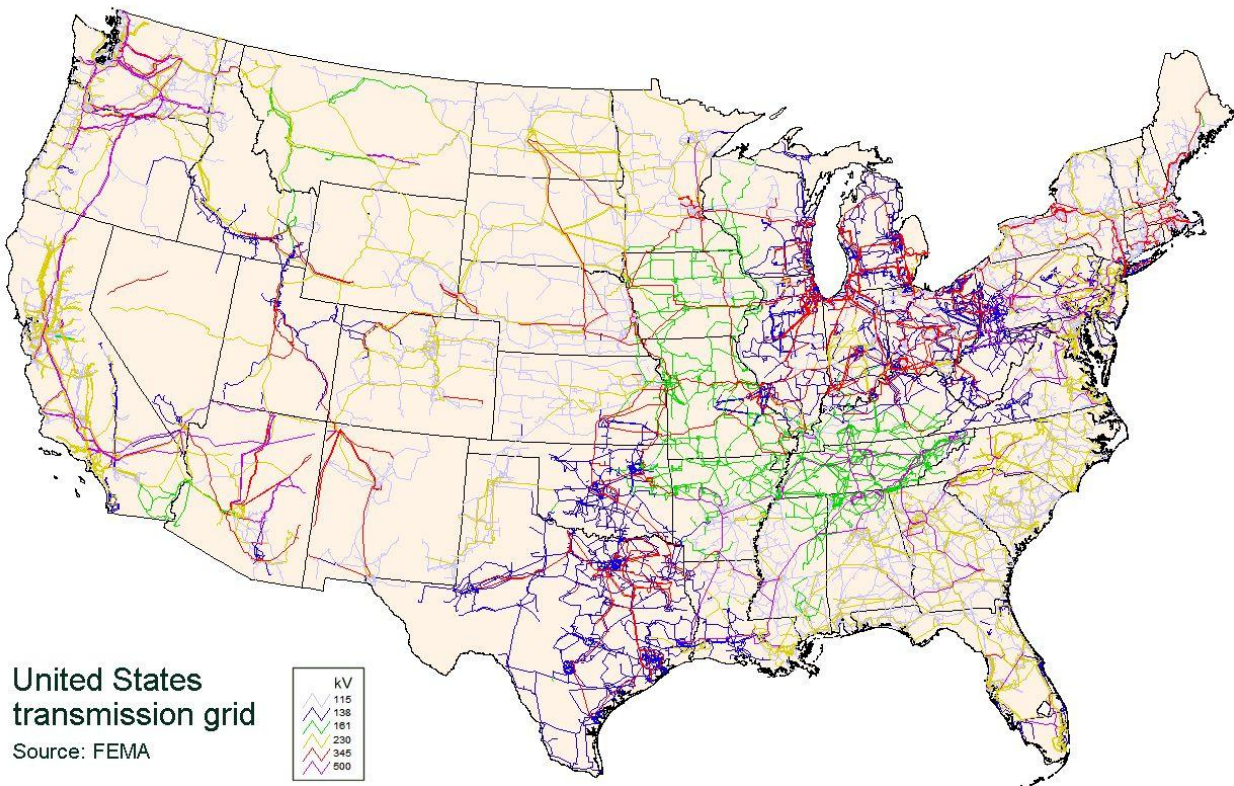 United States
transmission grid
Source: FEMA
kV
115
138
161
230
345
500